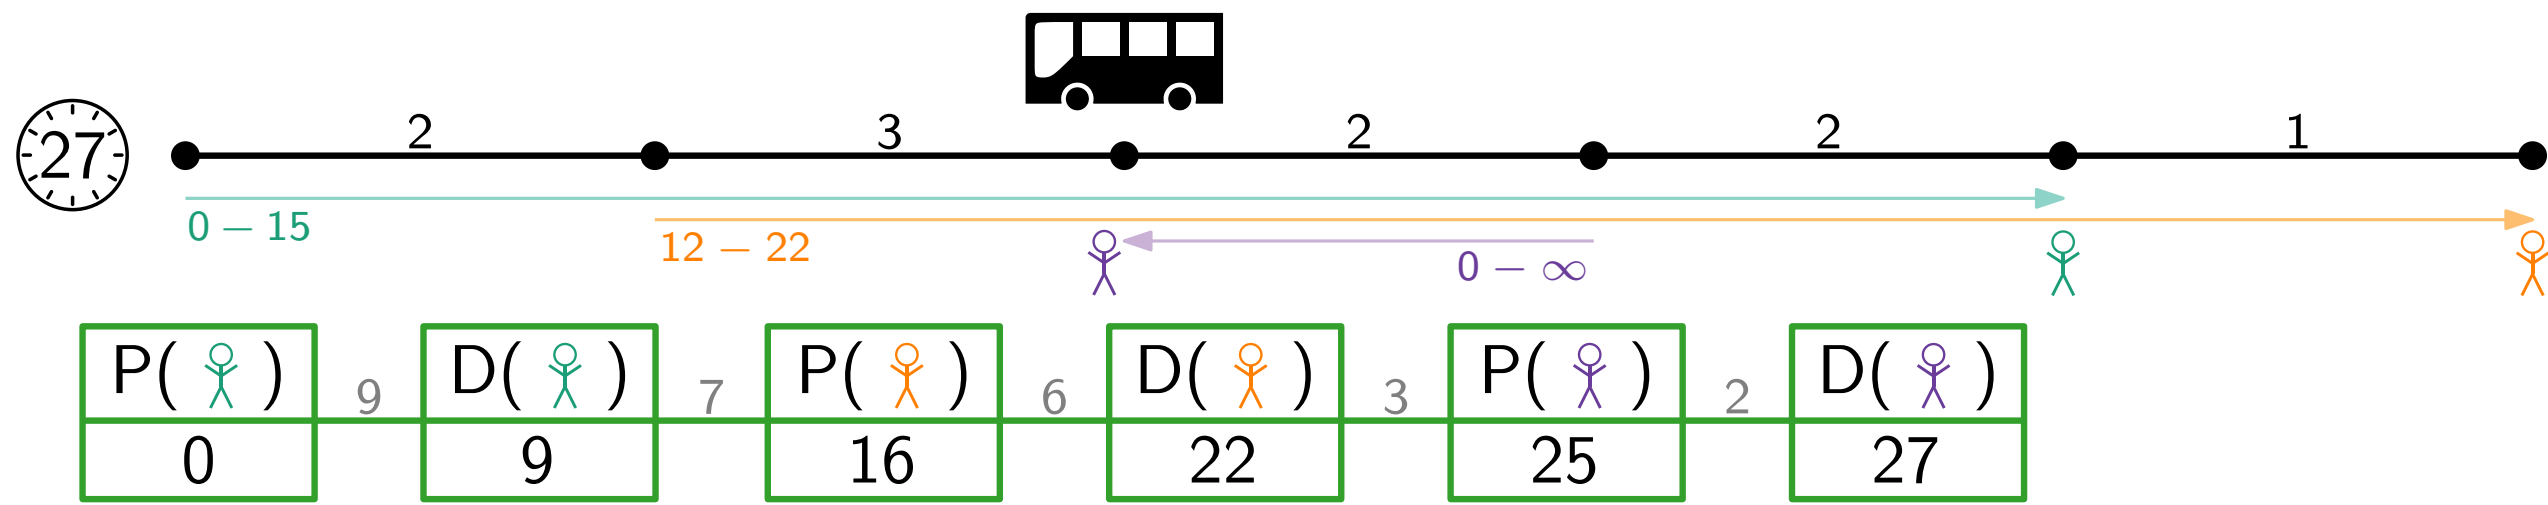 27 2 3 2 2 1
0 – 15
12 – 22
0 – ∞
P( ) 9 D( ) 7 P( ) 6 D( ) 3 P( ) 2 D( )
0 9 16 22 25 27